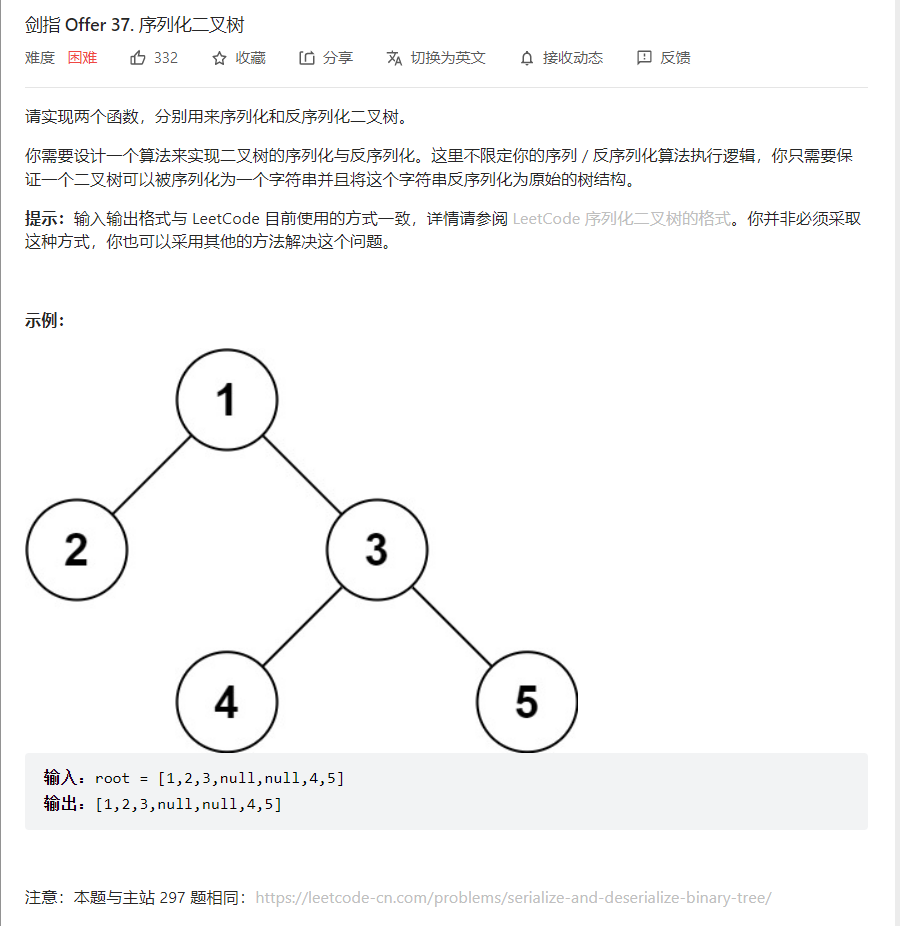 剑指 Offer 37. 序列化二叉树
难度 困难 332 收藏 分享 切换为英文 接收动态 反馈
请实现两个函数，分别用来序列化和反序列化二叉树。
你需要设计一个算法来实现二叉树的序列化与反序列化。这里不限定你的序列 / 反序列化算法执行逻辑，你只需要保
证一个二叉树可以被序列化为一个字符串并且将这个字符串反序列化为原始的树结构。
提示：输入输出格式与 LeetCode 目前使用的方式一致，详情请参阅 LeetCode 序列化二叉树的格式。你并非必须采取
这种方式，你也可以采用其他的方法解决这个问题。
示例：
1
2 3
4 5
输入：root = [1,2,3,null,null,4,5]
输出：[1,2,3,null,null,4,5]
注意：本题与主站 297 题相同：https://leetcode-cn.com/problems/serialize-and-deserialize-binary-tree/